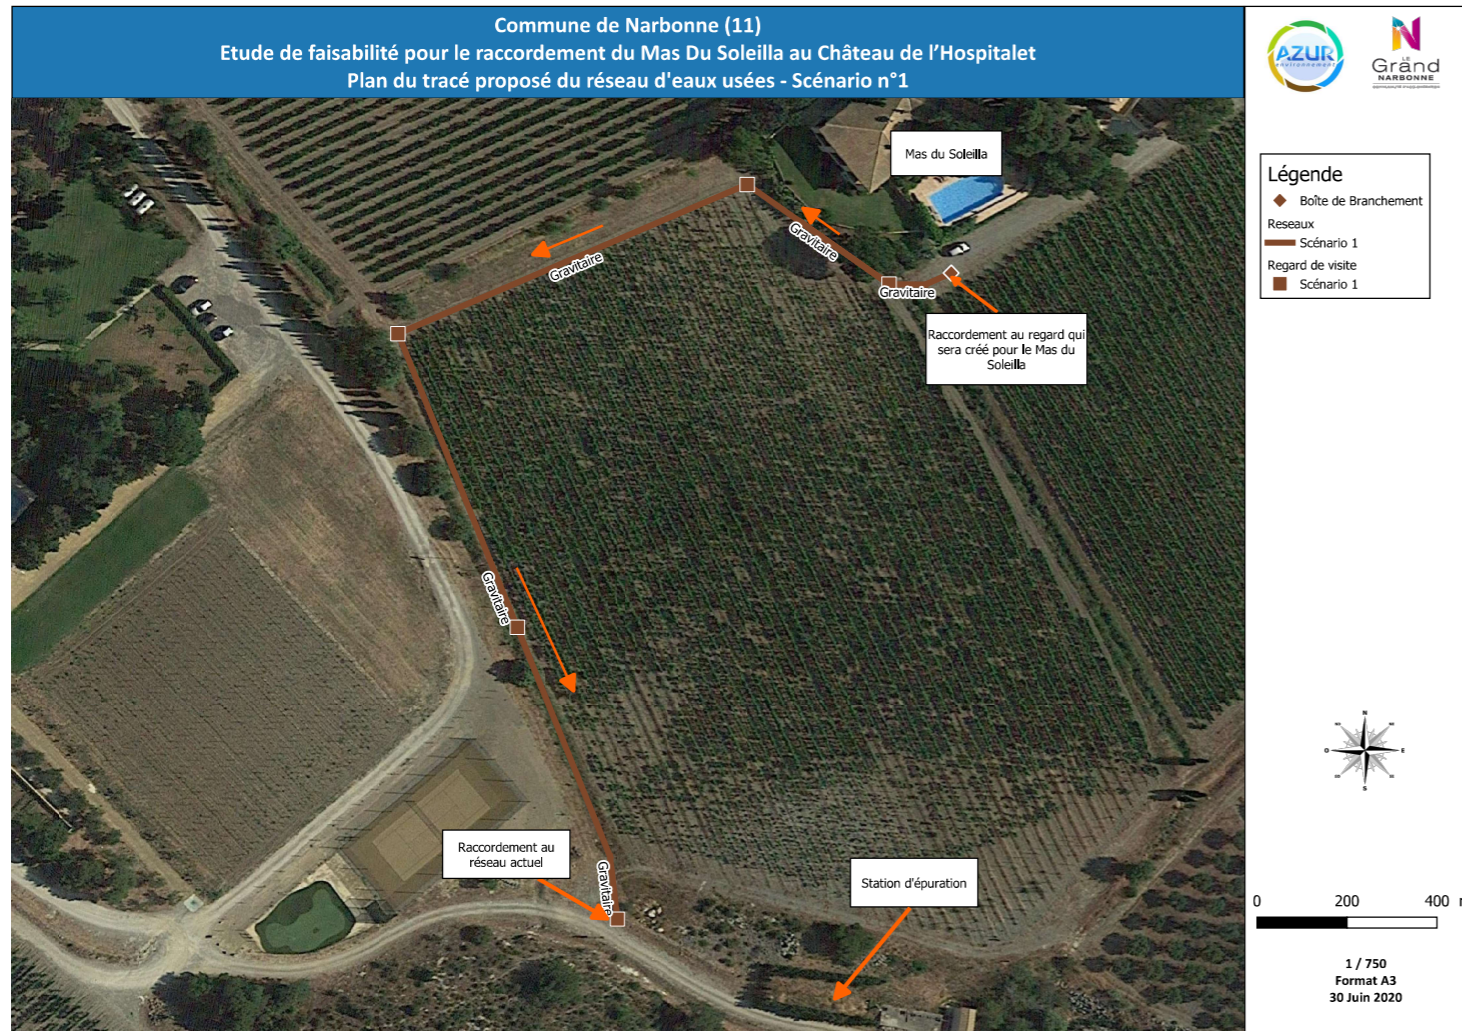 Commune de Narbonne (11)
Etude de faisabilité pour le raccordement du Mas Du Soleilla au Château de l'Hospitalet
Plan du tracé proposé du réseau d'eaux usées - Scénario n°1
AZUR
environnement
LE
Grand
NARBONNE
Légende
Boîte de Branchement
Reseaux
Scénario 1
Regard de visite
Scénario 1
Mas du Soleilla
Gravitaire
Gravitaire
Gravitaire
Raccordement au regard qui
sera créé pour le Mas du
Soleilla
Gravitaire
Raccordement au
réseau actuel
Gravitaire
Station d'épuration
N
O
E
S
0 200 400 m
1 / 750
Format A3
30 Juin 2020